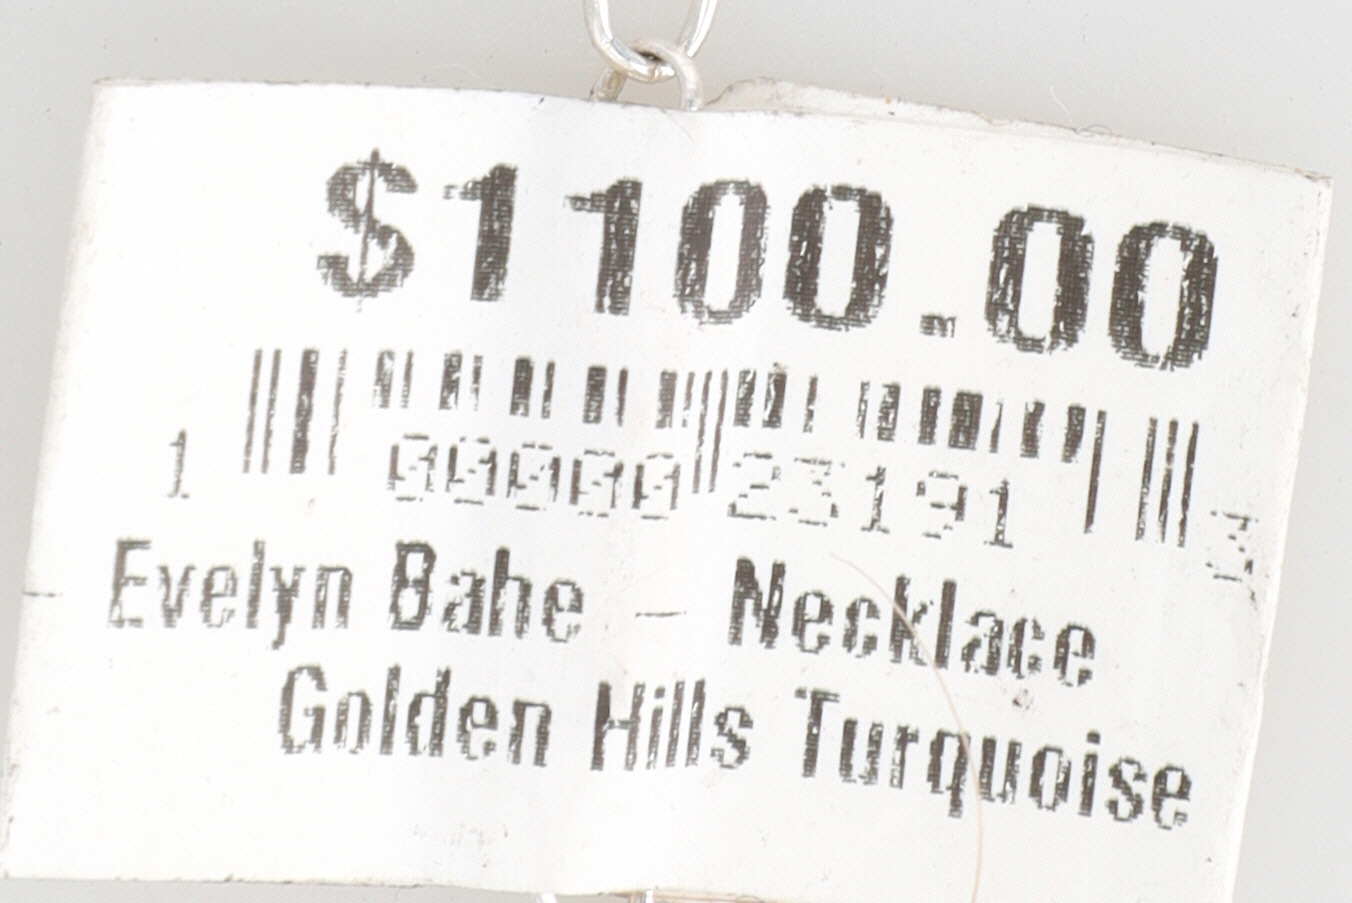 $1100.00
1 00000 23191 3
Evelyn Bahe - Necklace
Golden Hills Turquoise